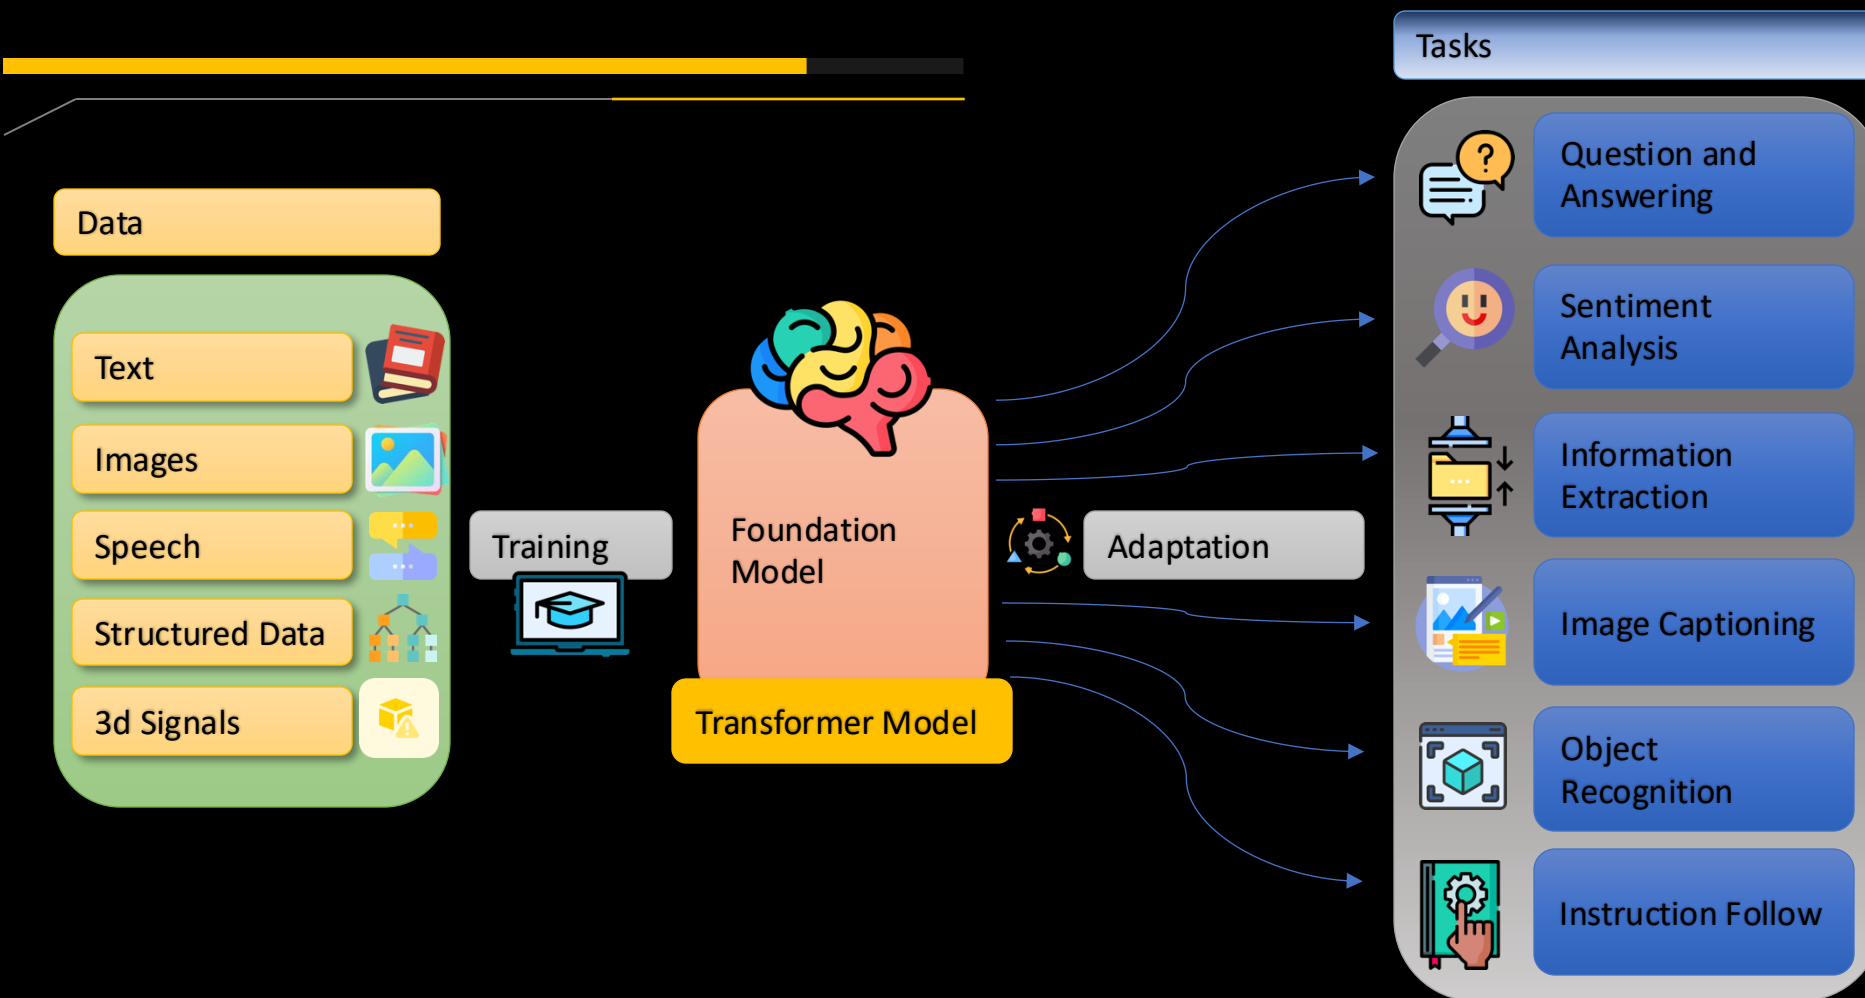 Tasks
Data
Text
Images
Speech
Structured Data
3d Signals
Training
Foundation
Model
Transformer Model
Adaptation
Question and
Answering
Sentiment
Analysis
Information
Extraction
Image Captioning
Object
Recognition
Instruction Follow